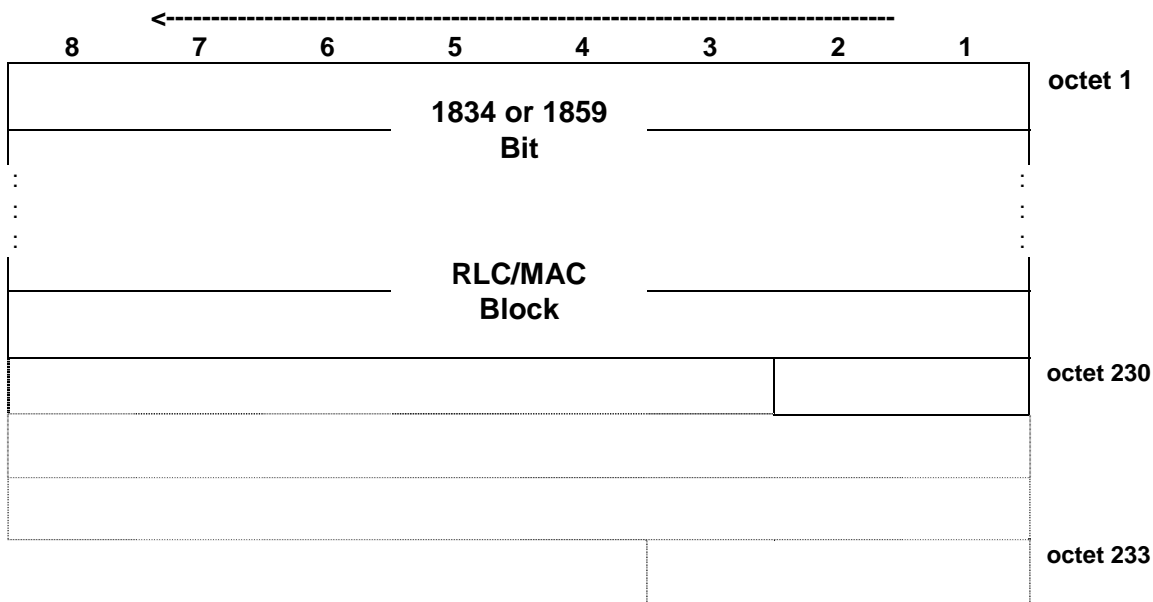 <--------------------------------------------------------------------------------
8 7 6 5 4 3 2 1
octet 1
1834 or 1859
Bit
: :
: :
: :
RLC/MAC
Block
octet 230
octet 233